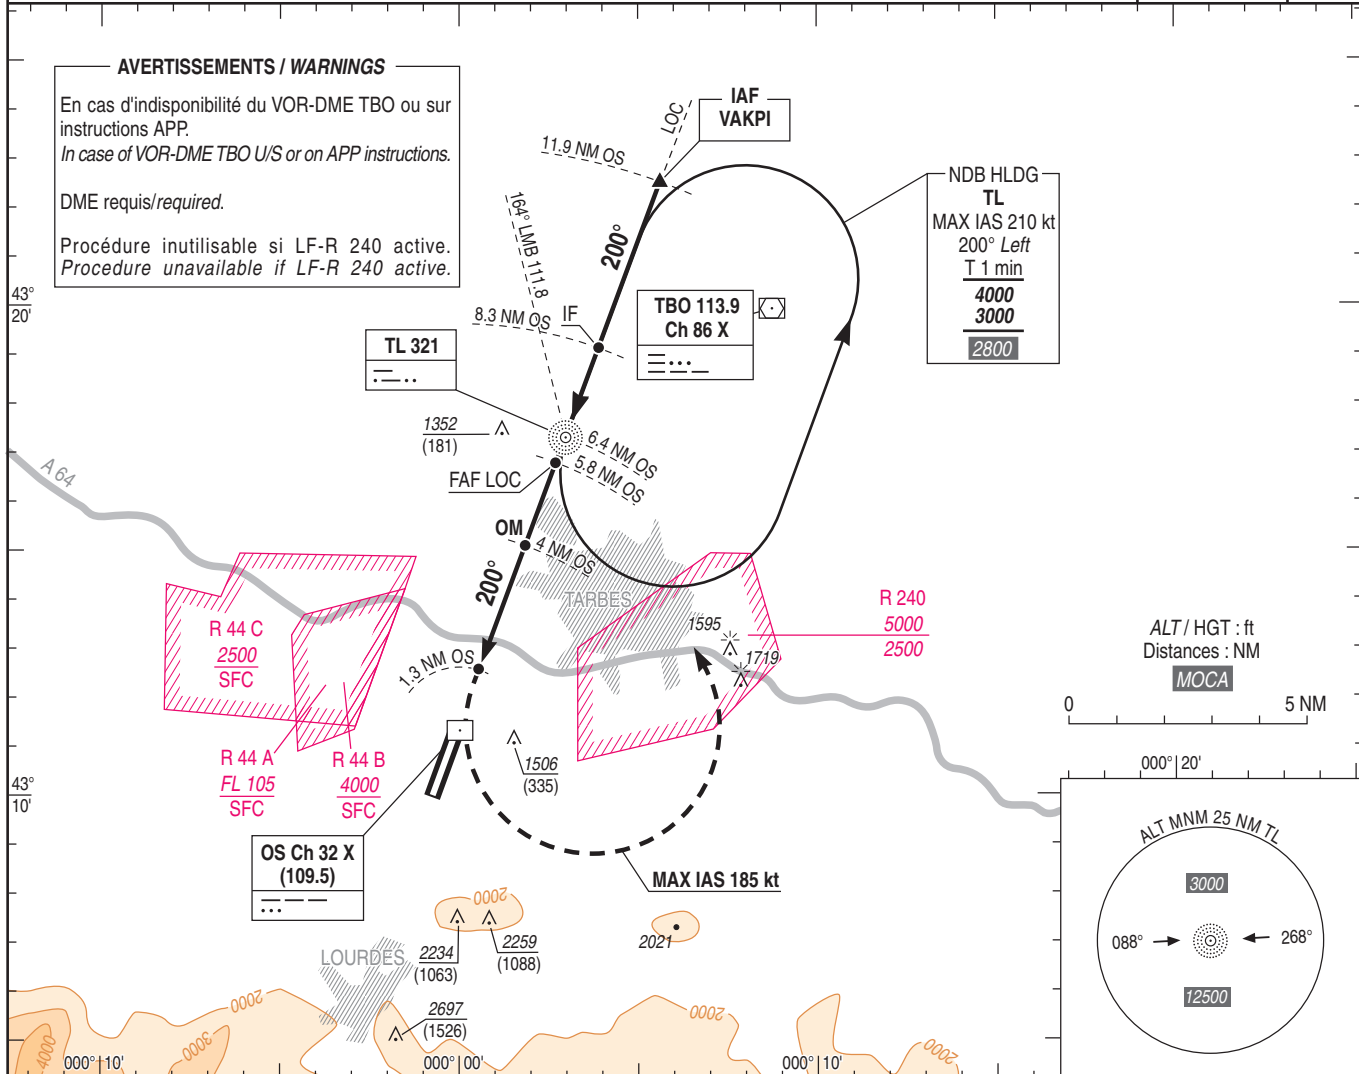 AVERTISSEMENTS / WARNINGS
En cas d'indisponibilité du VOR-DME TBO ou sur
instructions APP.
In case of VOR-DME TBO U/S or on APP instructions.
DME requis/required.
Procédure inutilisable si LF-R 240 active.
Procedure unavailable if LF-R 240 active.
IAF
VAKPI
LOC
11.9 NM OS
164° LMB 111.8
200°
NDB HLDG
TL
MAX IAS 210 kt
200° Left
T 1 min
4000
3000
2800
43°
20'
8.3 NM OS
IF
TBO 113.9
Ch 86 X
TL 321
1352
(181)
6.4 NM OS
5.8 NM OS
FAF LOC
A 64
OM
4 NM OS
200°
TARBES
1595
1719
R 240
5000
2500
R 44 C
2500
SFC
1.3 NM OS
ALT / HGT : ft
Distances : NM
MOCA
0
5 NM
R 44 A
FL 105
SFC
R 44 B
4000
SFC
1506
(335)
43°
10'
000° 20'
OS Ch 32 X
(109.5)
MAX IAS 185 kt
ALT MNM 25 NM TL
3000
088°
268°
12500
2000
2234
(1063)
2259
(1088)
2021
LOURDES
2697
(1526)
2000
3000
4000
2000
2000
000° 10'
000° 00'
000° 10'